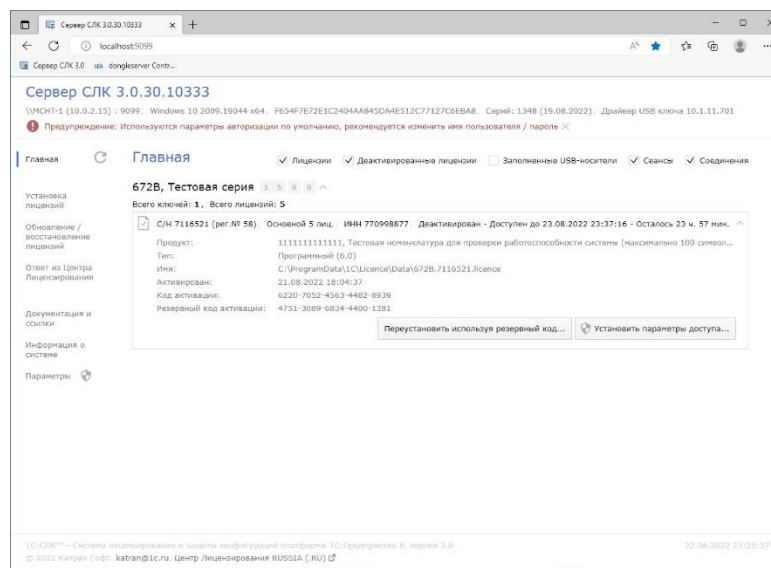 Сервер СЛК 3.0.30.10333
localhost:9099
Сервер СЛК 3.0 dongleserver Contr...
Сервер СЛК 3.0.30.10333
\\MCHT-1 (10.0.2.15) : 9099, Windows 10 2009.19044 x64, F654F7E72E1C2404AA845DA4E512C77127C6EBA8, Серий: 1348 (19.08.2022), Драйвер USB ключа 10.1.11.701
Предупреждение: Используются параметры авторизации по умолчанию, рекомендуется изменить имя пользователя / пароль
Главная
Установка лицензий
Обновление / восстановление лицензий
Ответ из Центра Лицензирования
Документация и ссылки
Информация о системе
Параметры
Главная
Лицензии Деактивированные лицензии Заполненные USB-носители Сеансы Соединения
672B, Тестовая серия 1 5 0 0
Всего ключей: 1, Всего лицензий: 5
С/Н 7116521 (рег.№ 58), Основной 5 лиц., ИНН 770998877, Деактивирован - Доступен до 23.08.2022 23:37:16 - Осталось 23 ч. 57 мин.
Продукт: 1111111111111, Тестовая номенклатура для проверки работоспособности системы (максимально 100 символ...
Тип: Программный (6.0)
Имя: C:\ProgramData\1C\Licence\Data\672B.7116521.licence
Активирован: 21.08.2022 18:04:37
Код активации: 6220-7052-4563-4482-8939
Резервный код активации: 4751-3089-6834-4400-1381
Переустановить используя резервный код... Установить параметры доступа...
1С:СЛК™ – Система лицензирования и защиты конфигураций платформы 1С:Предприятие 8, версия 3.0
22.08.2022 23:39:57
© 2022 Катран Софт, katran@1c.ru, Центр Лицензирования RUSSIA (.RU)